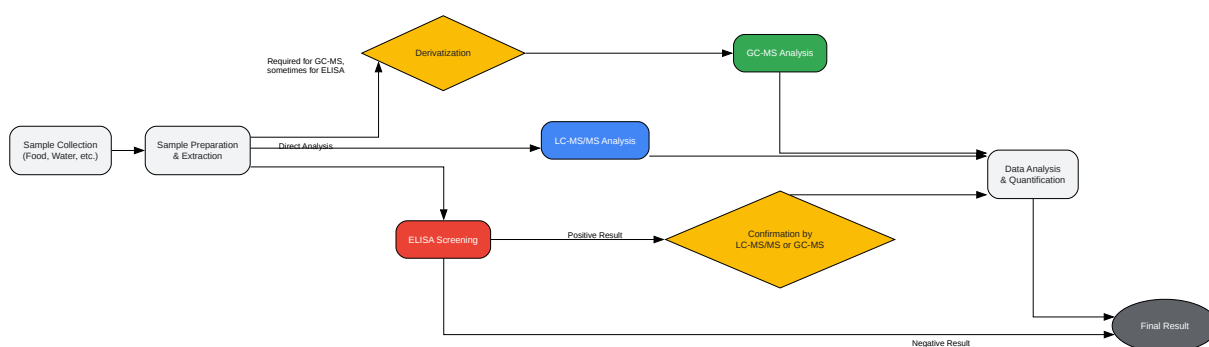 Derivatization
GC-MS Analysis
Required for GC-MS,
sometimes for ELISA
Sample Collection
(Food, Water, etc.)
Sample Preparation
& Extraction
Direct Analysis
LC-MS/MS Analysis
Data Analysis
& Quantification
ELISA Screening
Positive Result
Confirmation by
LC-MS/MS or GC-MS
Final Result
Negative Result